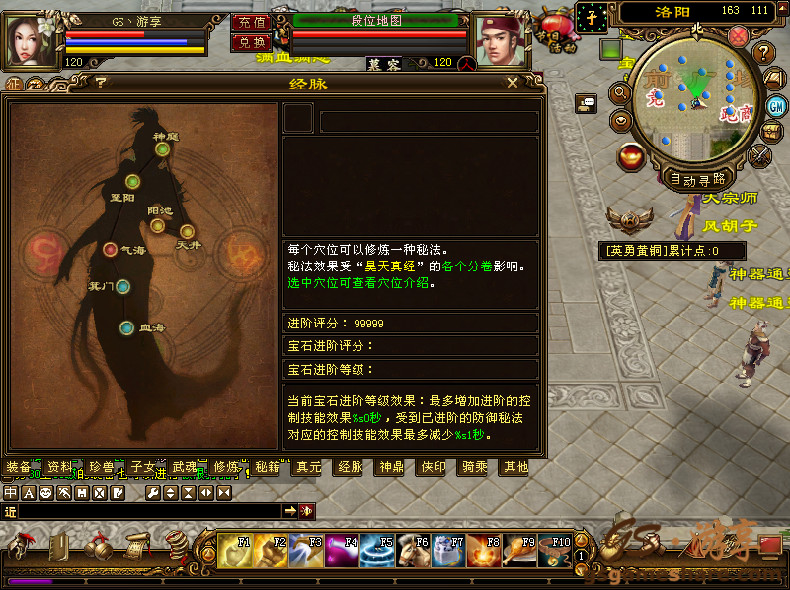 GS丶游享
120
充值
兑换
段位地图
慕容
120
节日活动
洛阳 163 111
GM
自动寻路
大宗师
风胡子
[英勇黄铜]累计点:0
神器通
神器通
? 经脉 X
神庭
至阳
阳池
天井
气海
箕门
血海
每个穴位可以修炼一种秘法。
秘法效果受“昊天真经”的各个分卷影响。
选中穴位可查看穴位介绍。
进阶评分：99999
宝石进阶评分：
宝石进阶等级：
当前宝石进阶等级效果：最多增加进阶的控
制技能效果%s0秒，受到已进阶的防御秘法
对应的控制技能效果最多减少%s1秒。
装备 资料 珍兽 子女 武魂 修炼 秘籍 真元 经脉 神鼎 侠印 骑乘 其他
近
F1 F2 F3 F4 F5 F6 F7 F8 F9 F10
1
GS·游享